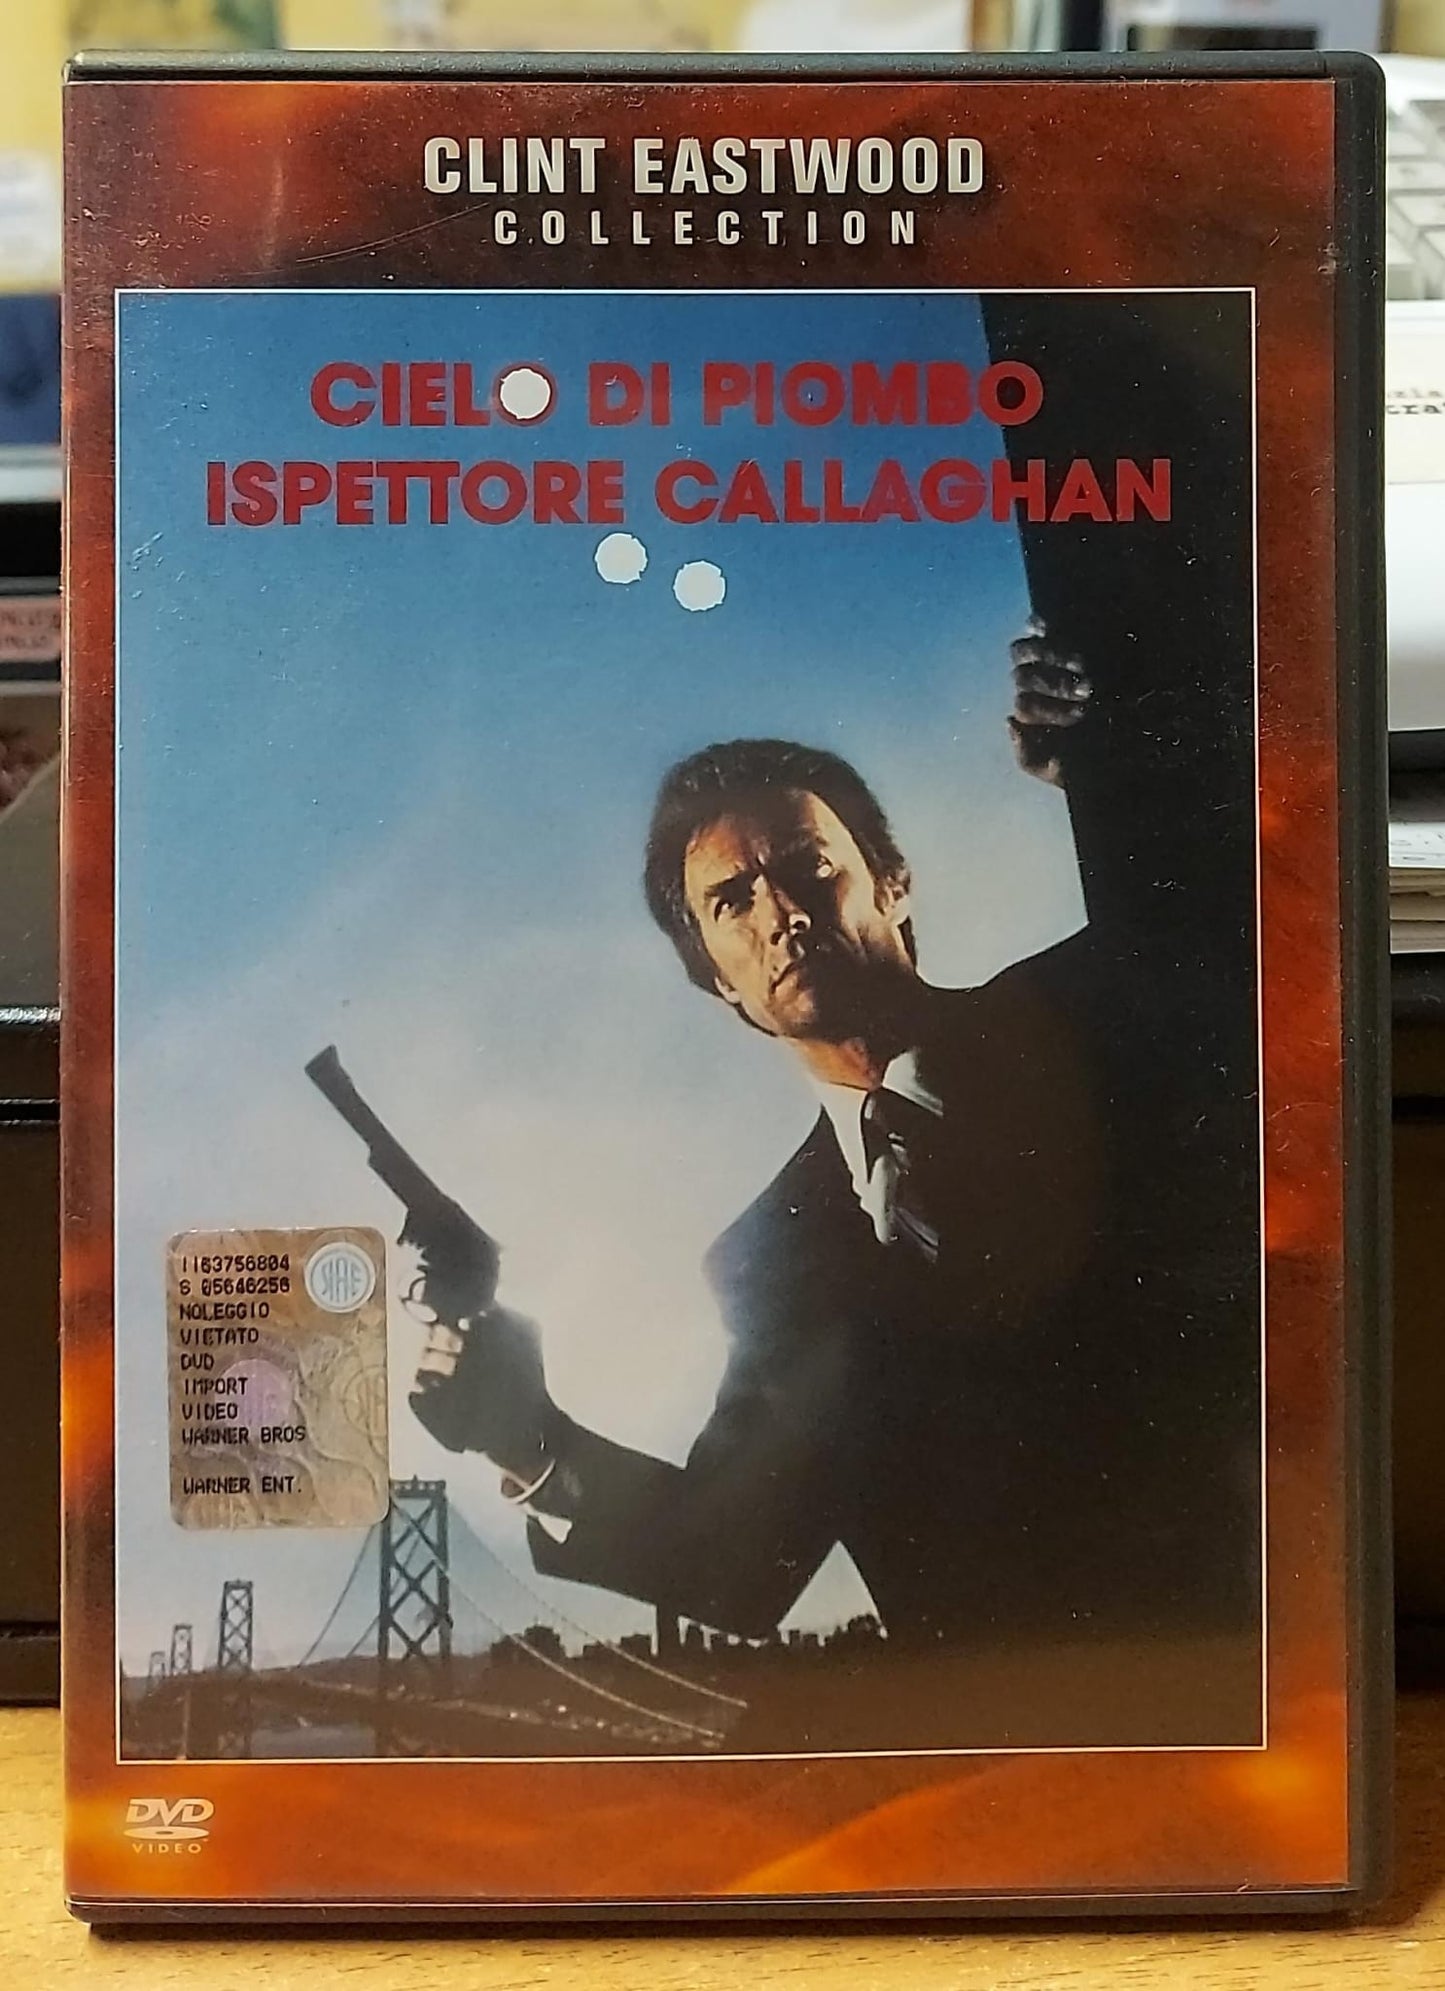 CLINT EASTWOOD
COLLECTION
CIELO DI PIOMBO
ISPETTORE CALLAGHAN
1163756804
S 05646256
NOLEGGIO
VIETATO
DVD
IMPORT
VIDEO
WARNER BROS
WARNER ENT.
DVD
VIDEO